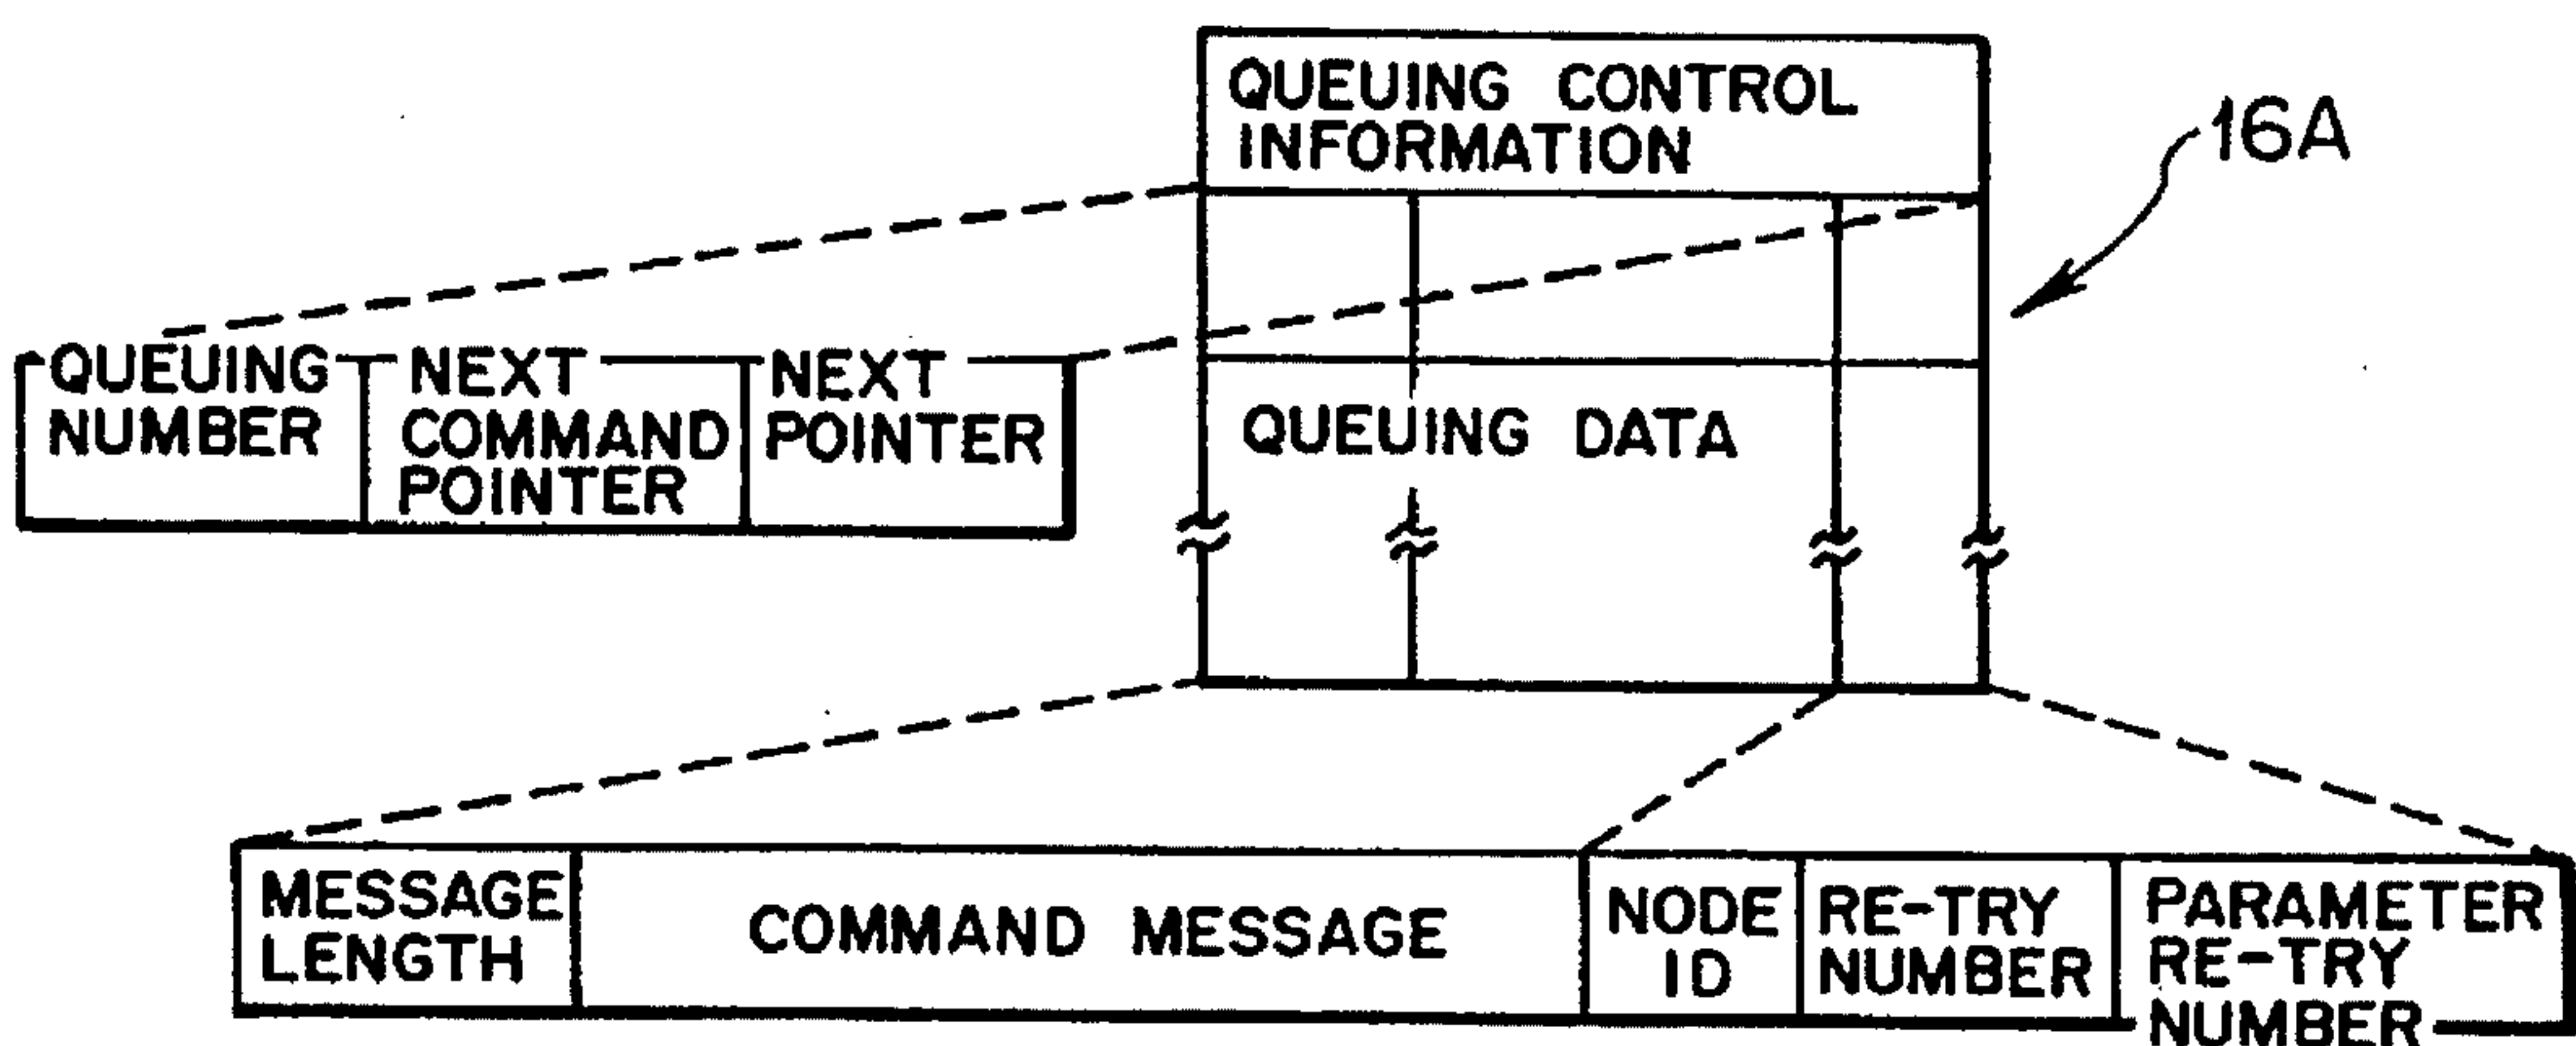 QUEUING CONTROL
INFORMATION
16A
QUEUING
NUMBER
NEXT
COMMAND
POINTER
NEXT
POINTER
QUEUING DATA
MESSAGE
LENGTH
COMMAND MESSAGE
NODE
ID
RE-TRY
NUMBER
PARAMETER
RE-TRY
NUMBER